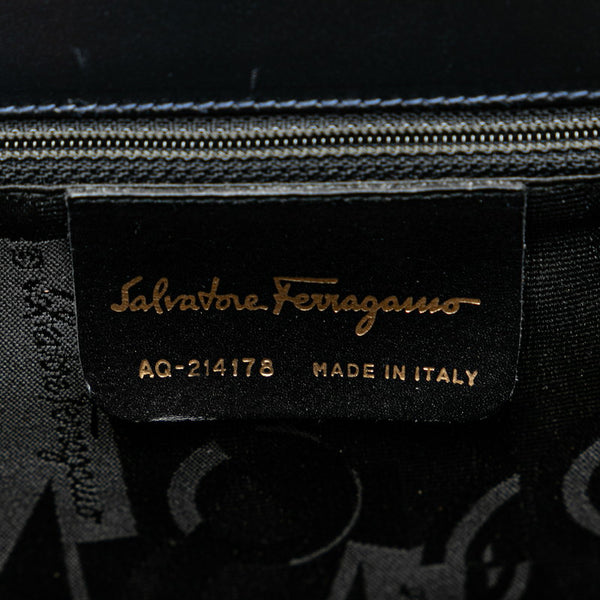 Salvatore Ferragamo
AQ-214178 MADE IN ITALY